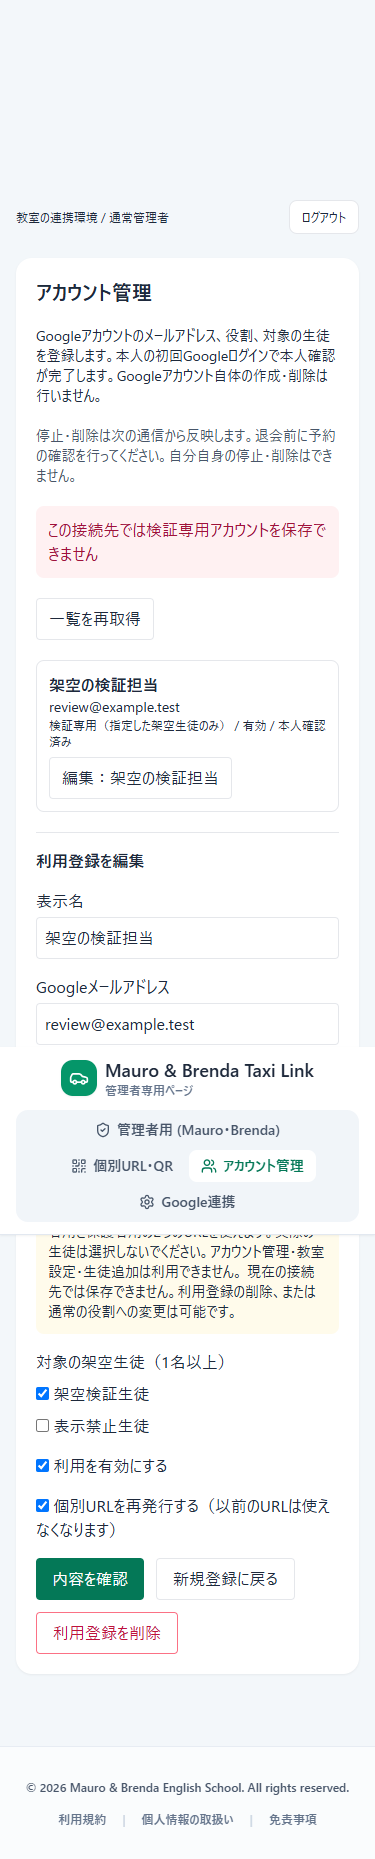 教室の連携環境 / 通常管理者
ログアウト
アカウント管理
Googleアカウントのメールアドレス、役割、対象の生徒
を登録します。本人の初回Googleログインで本人確認
が完了します。Googleアカウント自体の作成・削除は
行いません。
停止・削除は次の通信から反映します。退会前に予約
の確認を行ってください。自分自身の停止・削除はでき
ません。
この接続先では検証専用アカウントを保存で
きません
一覧を再取得
架空の検証担当
review@example.test
検証専用（指定した架空生徒のみ） / 有効 / 本人確認
済み
編集：架空の検証担当
利用登録を編集
表示名
架空の検証担当
Googleメールアドレス
review@example.test
Mauro & Brenda Taxi Link
管理者専用ページ
管理者用 (Mauro・Brenda)
個別URL・QR
アカウント管理
Google連携
生徒は選択しないでください。アカウント管理・教室
設定・生徒追加は利用できません。 現在の接続
先では保存できません。利用登録の削除、または
通常の役割への変更は可能です。
対象の架空生徒（1名以上）
架空検証生徒
表示禁止生徒
利用を有効にする
個別URLを再発行する（以前のURLは使え
なくなります）
内容を確認
新規登録に戻る
利用登録を削除
© 2026 Mauro & Brenda English School. All rights reserved.
利用規約 | 個人情報の取扱い | 免責事項